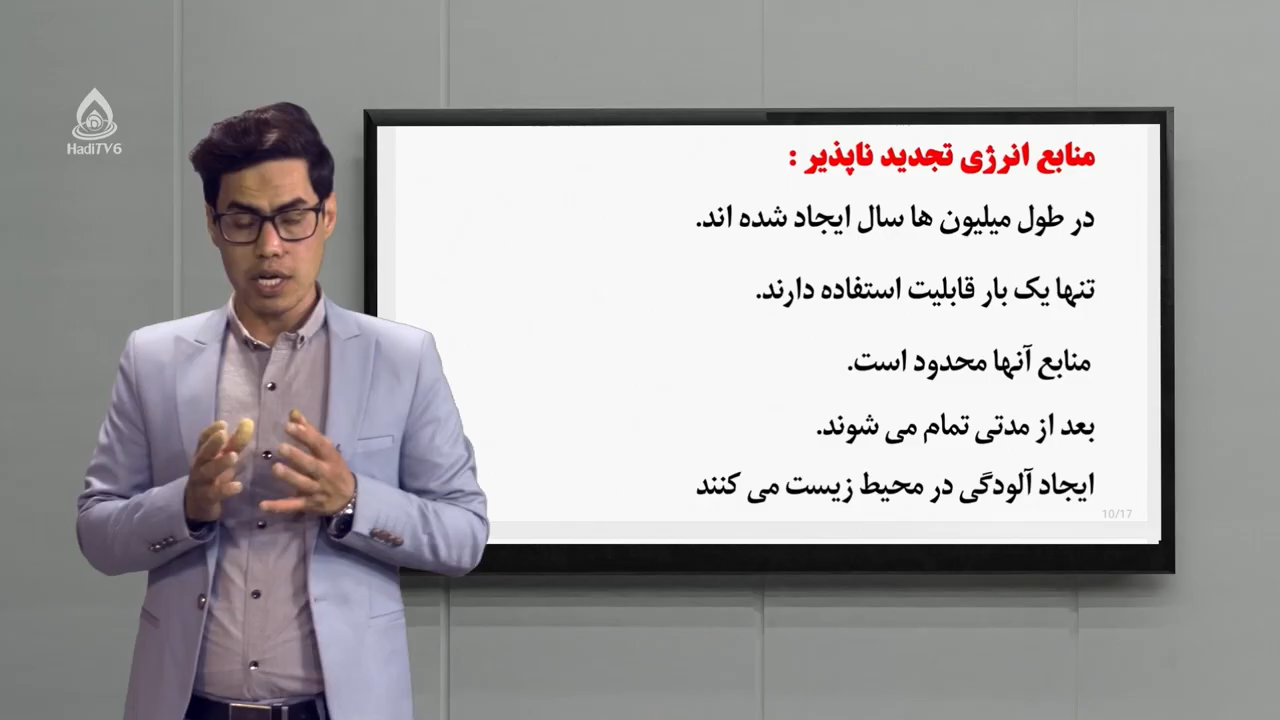 HadiTV6
منابع انرژی تجدید ناپذیر :
در طول میلیون ها سال ایجاد شده اند.
تنها یک بار قابلیت استفاده دارند.
منابع آنها محدود است.
بعد از مدتی تمام می شوند.
ایجاد آلودگی در محیط زیست می کنند
10/17